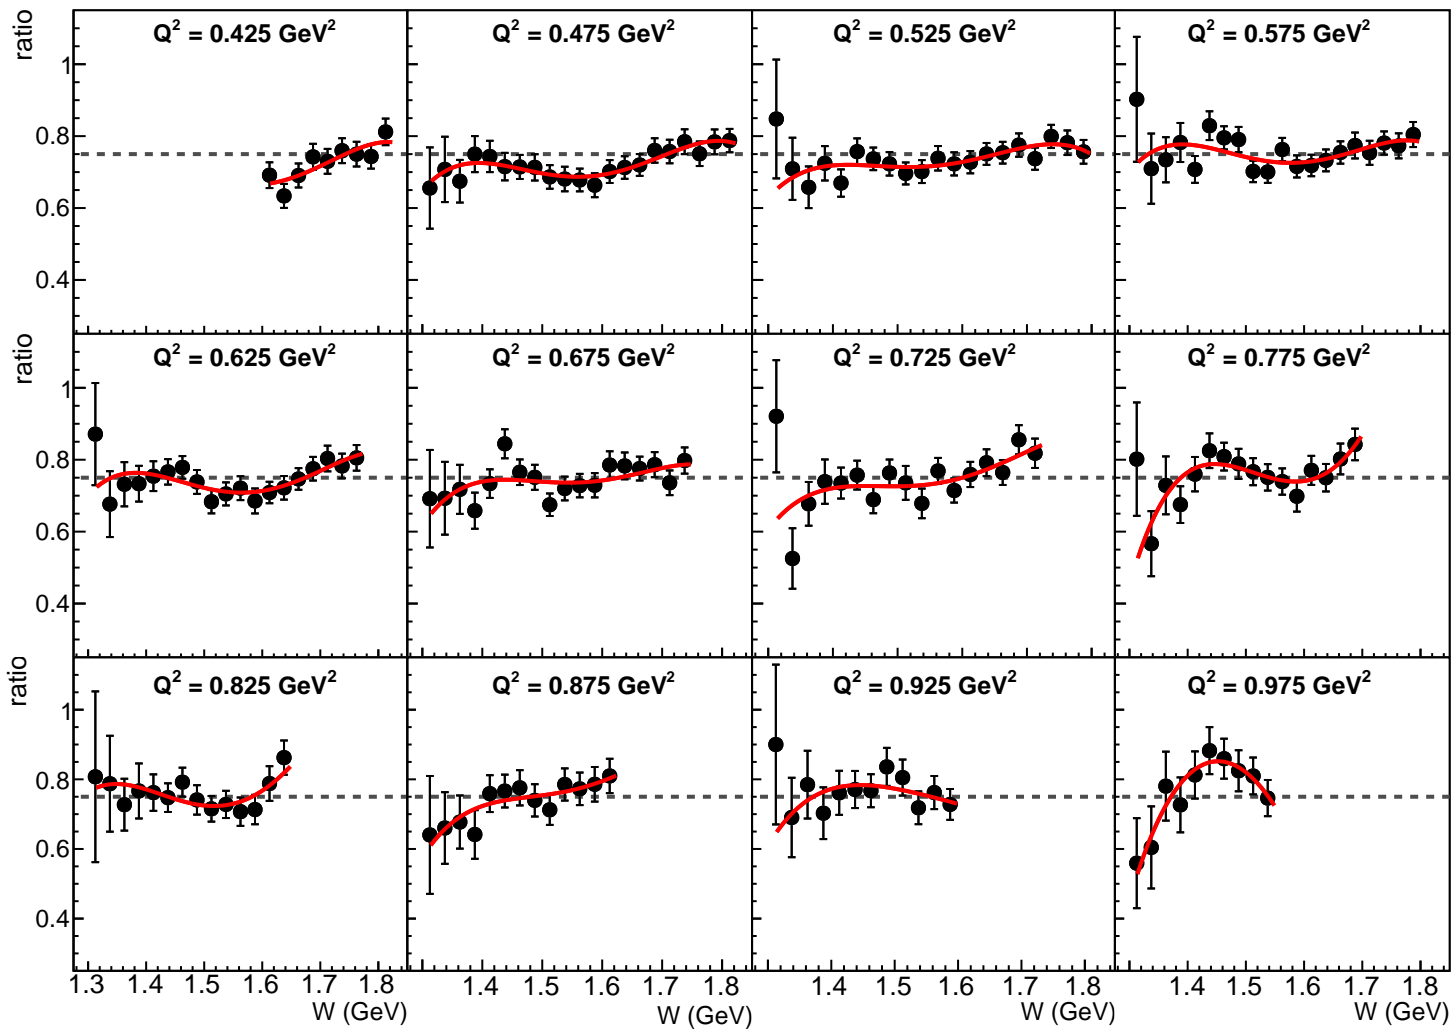 ratio
Q² = 0.425 GeV²
Q² = 0.475 GeV²
Q² = 0.525 GeV²
Q² = 0.575 GeV²
1
0.8
0.6
0.4
ratio
Q² = 0.625 GeV²
Q² = 0.675 GeV²
Q² = 0.725 GeV²
Q² = 0.775 GeV²
1
0.8
0.6
0.4
ratio
Q² = 0.825 GeV²
Q² = 0.875 GeV²
Q² = 0.925 GeV²
Q² = 0.975 GeV²
1
0.8
0.6
0.4
1.3 1.4 1.5 1.6 1.7 1.8
1.4 1.5 1.6 1.7 1.8
1.4 1.5 1.6 1.7 1.8
1.4 1.5 1.6 1.7 1.8
W (GeV)
W (GeV)
W (GeV)
W (GeV)